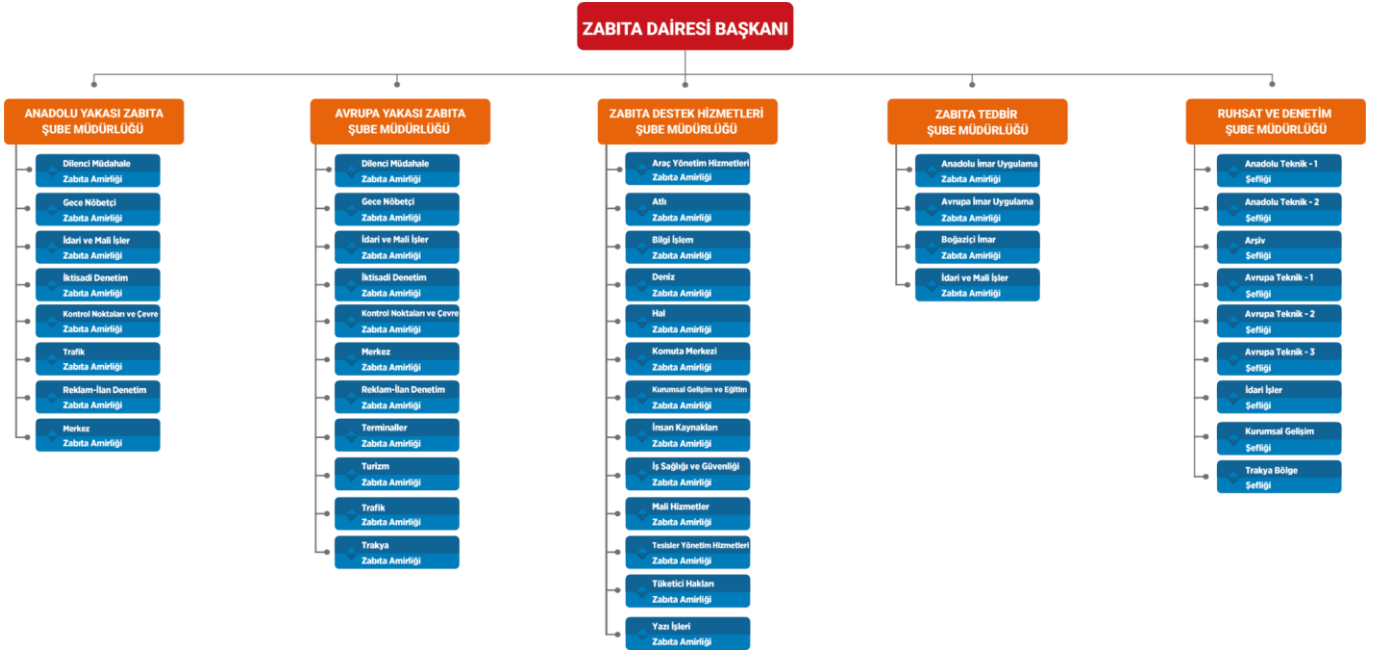 ZABITA DAİRESİ BAŞKANI
ANADOLU YAKASI ZABITA
ŞUBE MÜDÜRLÜĞÜ
Dilenci Müdahale
Zabıta Amirliği
Gece Nöbetçi
Zabıta Amirliği
İdari ve Mali İşler
Zabıta Amirliği
İktisadi Denetim
Zabıta Amirliği
Kontrol Noktaları ve Çevre
Zabıta Amirliği
Trafik
Zabıta Amirliği
Reklam-İlan Denetim
Zabıta Amirliği
Merkez
Zabıta Amirliği
AVRUPA YAKASI ZABITA
ŞUBE MÜDÜRLÜĞÜ
Dilenci Müdahale
Zabıta Amirliği
Gece Nöbetçi
Zabıta Amirliği
İdari ve Mali İşler
Zabıta Amirliği
İktisadi Denetim
Zabıta Amirliği
Kontrol Noktaları ve Çevre
Zabıta Amirliği
Merkez
Zabıta Amirliği
Reklam-İlan Denetim
Zabıta Amirliği
Terminaller
Zabıta Amirliği
Turizm
Zabıta Amirliği
Trafik
Zabıta Amirliği
Trakya
Zabıta Amirliği
ZABITA DESTEK HİZMETLERİ
ŞUBE MÜDÜRLÜĞÜ
Araç Yönetim Hizmetleri
Zabıta Amirliği
Atlı
Zabıta Amirliği
Bilgi İşlem
Zabıta Amirliği
Deniz
Zabıta Amirliği
Hal
Zabıta Amirliği
Komuta Merkezi
Zabıta Amirliği
Kurumsal Gelişim ve Eğitim
Zabıta Amirliği
İnsan Kaynakları
Zabıta Amirliği
İş Sağlığı ve Güvenliği
Zabıta Amirliği
Mali Hizmetler
Zabıta Amirliği
Tesisler Yönetim Hizmetleri
Zabıta Amirliği
Tüketici Hakları
Zabıta Amirliği
Yazı İşleri
Zabıta Amirliği
ZABITA TEDBİR
ŞUBE MÜDÜRLÜĞÜ
Anadolu İmar Uygulama
Zabıta Amirliği
Avrupa İmar Uygulama
Zabıta Amirliği
Boğaziçi İmar
Zabıta Amirliği
İdari ve Mali İşler
Zabıta Amirliği
RUHSAT VE DENETİM
ŞUBE MÜDÜRLÜĞÜ
Anadolu Teknik - 1
Şefliği
Anadolu Teknik - 2
Şefliği
Arşiv
Şefliği
Avrupa Teknik - 1
Şefliği
Avrupa Teknik - 2
Şefliği
Avrupa Teknik - 3
Şefliği
İdari İşler
Şefliği
Kurumsal Gelişim
Şefliği
Trakya Bölge
Şefliği